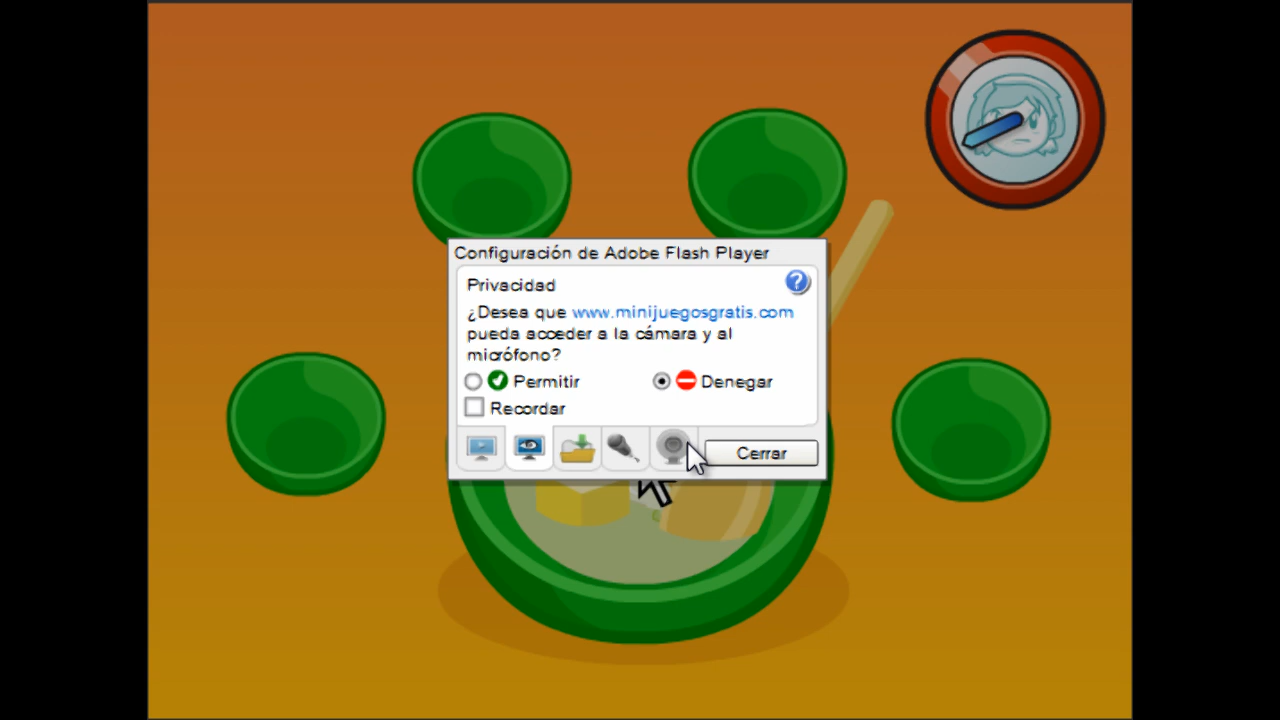 Configuración de Adobe Flash Player
Privacidad
?
¿Desea que www.minijuegosgratis.com
pueda acceder a la cámara y al
micrófono?
Permitir Denegar
Recordar
Cerrar